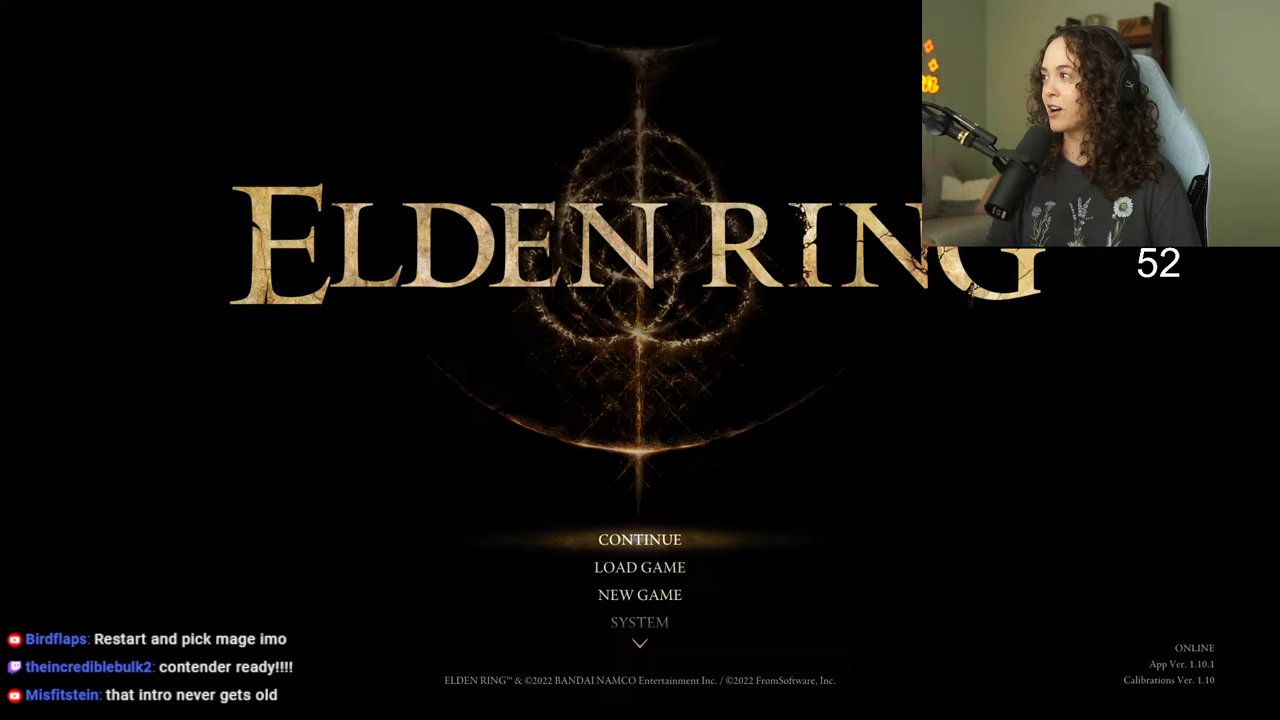 ELDEN RING
52
CONTINUE
LOAD GAME
NEW GAME
SYSTEM
Birdflaps: Restart and pick mage imo
theincrediblebulk2: contender ready!!!!
Misfitstein: that intro never gets old
ELDEN RING™ & ©2022 BANDAI NAMCO Entertainment Inc. / ©2022 FromSoftware, Inc.
ONLINE
App Ver. 1.10.1
Calibrations Ver. 1.10